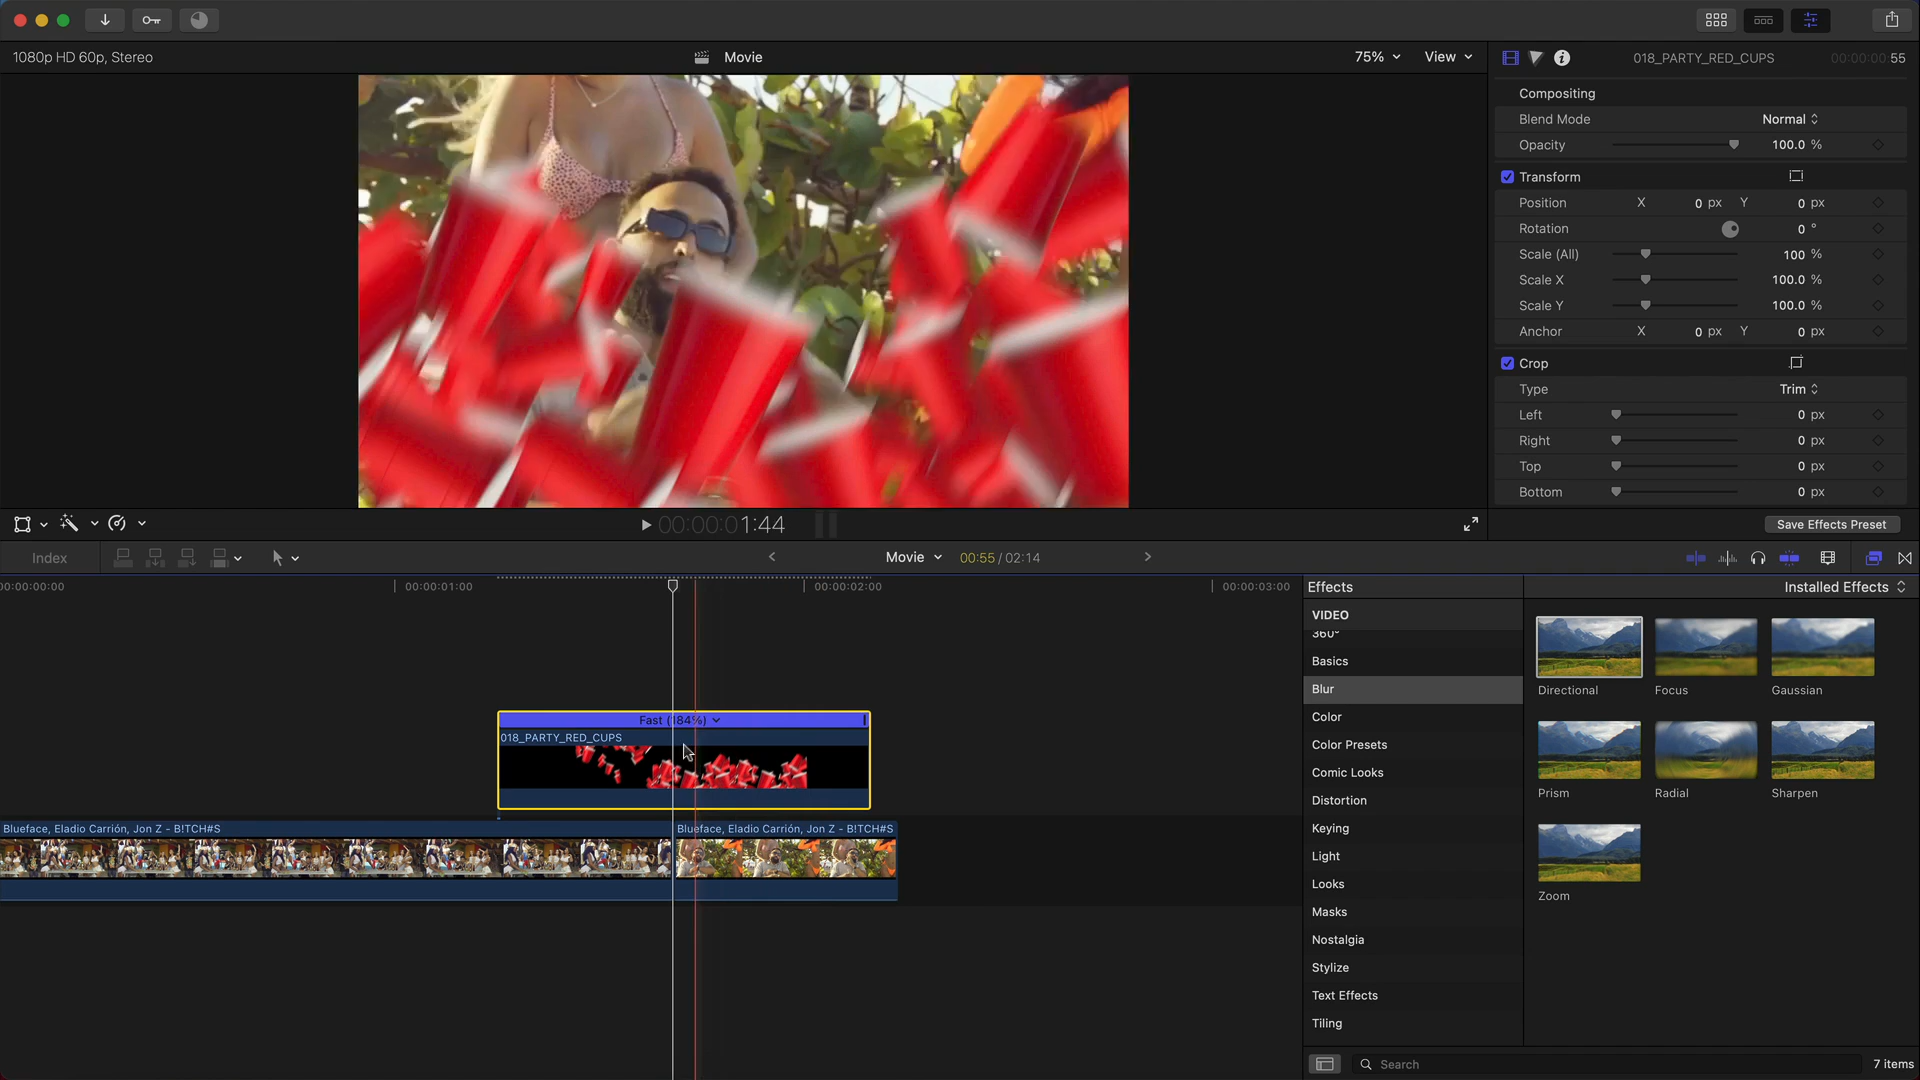 1080p HD 60p, Stereo
Movie
75%
View
018_PARTY_RED_CUPS
00:00:00:55
Compositing
Blend Mode
Normal
Opacity
100.0 %
Transform
Position
X
0 px
Y
0 px
Rotation
0 °
Scale (All)
100 %
Scale X
100.0 %
Scale Y
100.0 %
Anchor
X
0 px
Y
0 px
Crop
Type
Trim
Left
0 px
Right
0 px
Top
0 px
Bottom
0 px
00:00:01:44
Save Effects Preset
Index
Movie
00:55 / 02:14
00:00:00:00
00:00:01:00
00:00:02:00
00:00:03:00
Fast (184%)
018_PARTY_RED_CUPS
Blueface, Eladio Carrión, Jon Z - B!TCH#S
Blueface, Eladio Carrión, Jon Z - B!TCH#S
Effects
Installed Effects
VIDEO
360°
Basics
Blur
Color
Color Presets
Comic Looks
Distortion
Keying
Light
Looks
Masks
Nostalgia
Stylize
Text Effects
Tiling
Directional
Focus
Gaussian
Prism
Radial
Sharpen
Zoom
Search
7 items